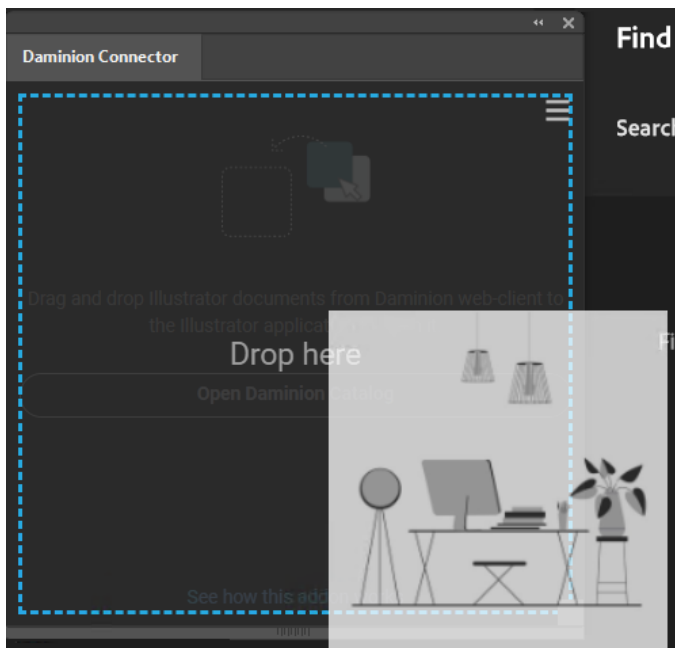 Daminion Connector
Find
Search
Drag and drop Illustrator documents from Daminion web-client to
the Illustrator
Drop here
Fi
Open Daminion Catalog
See how this